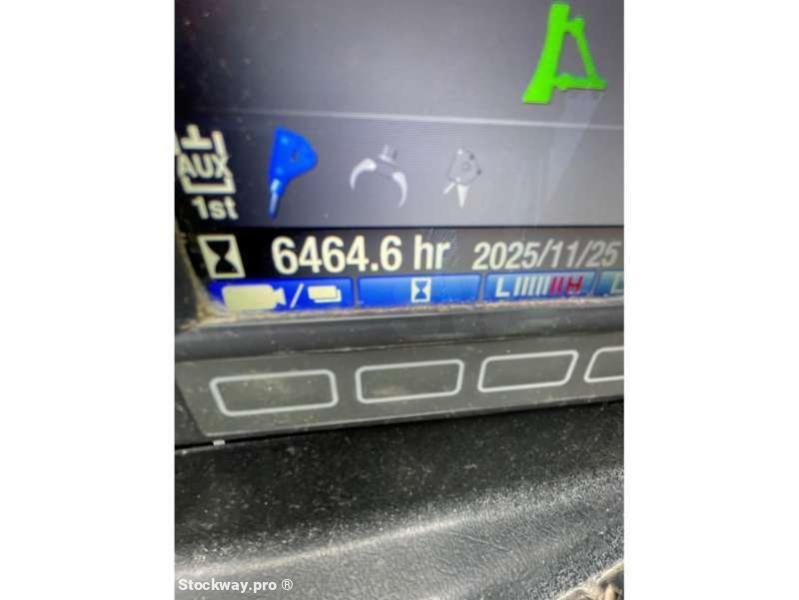 AUX
1st
6464.6 hr 2025/11/25
/ L H
Stockway.pro ®